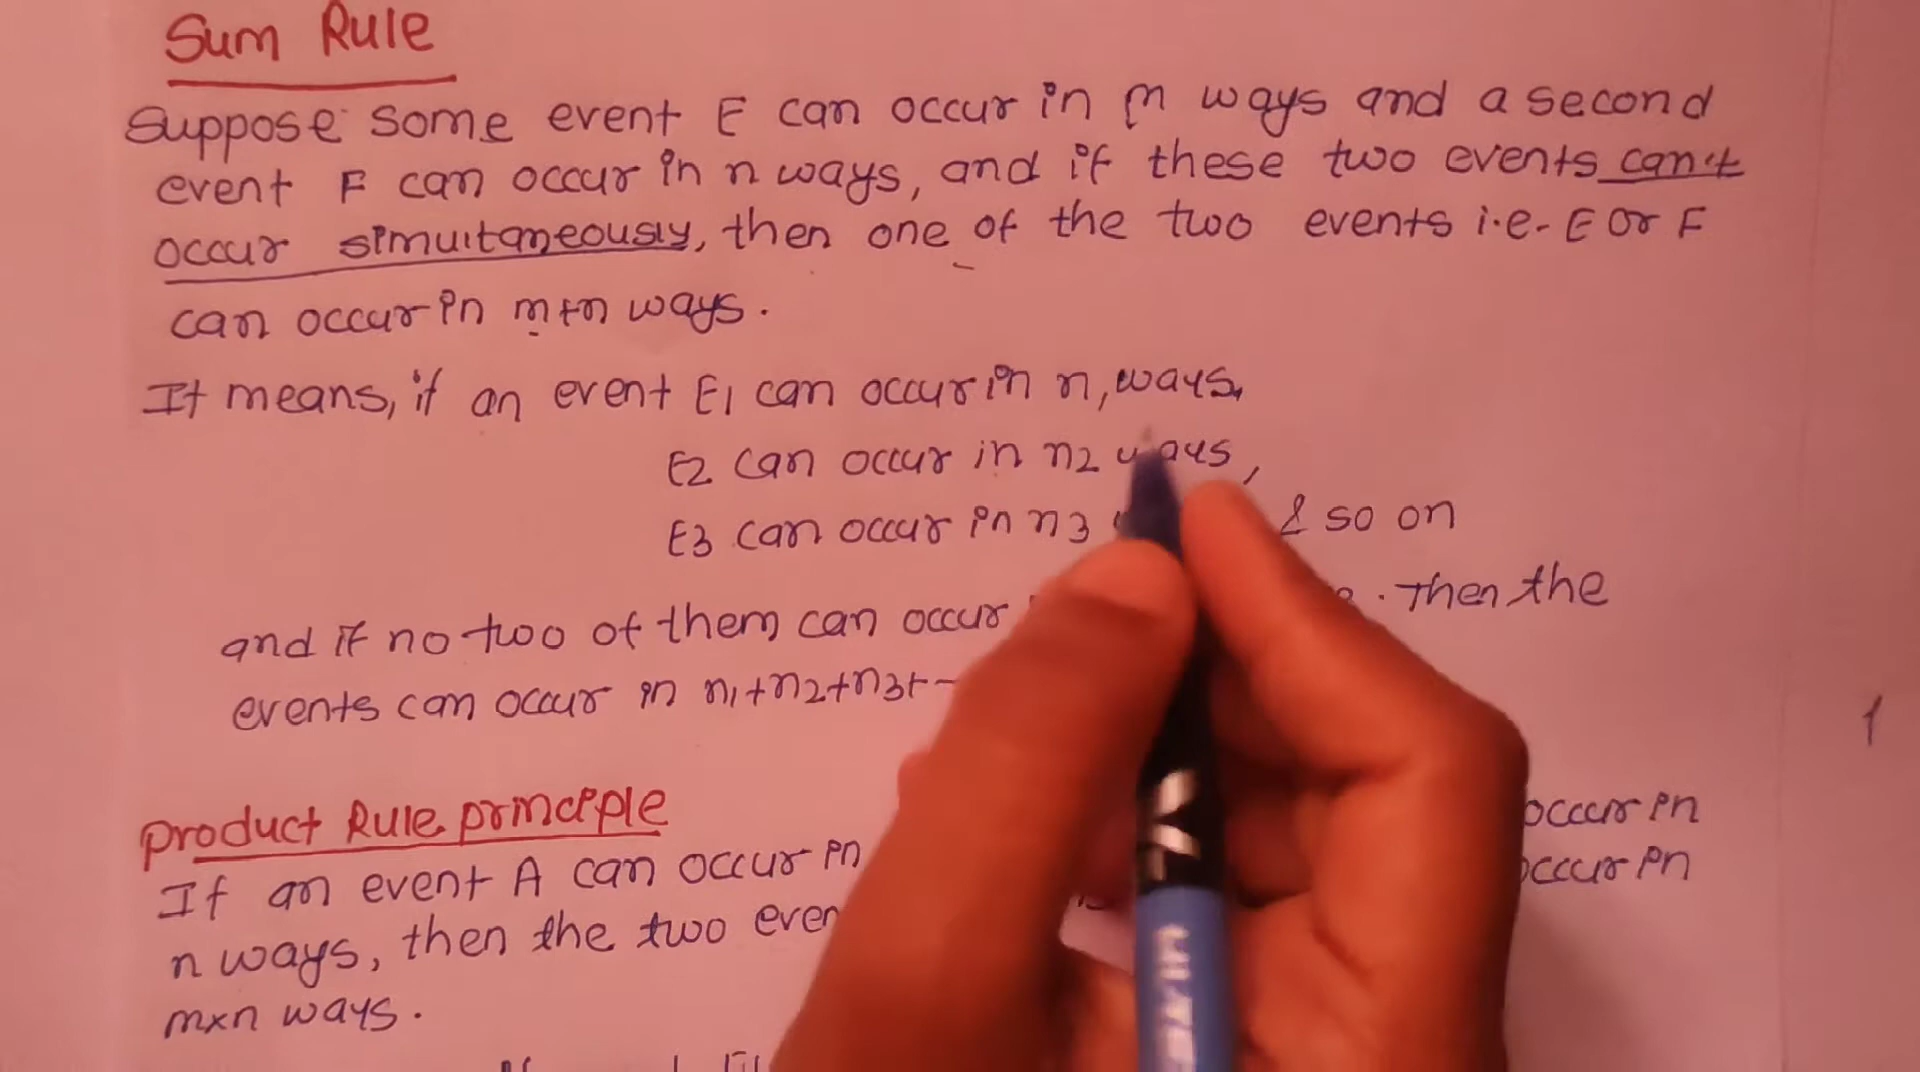 Sum Rule
Suppose some event E can occur in m ways and a second
event F can occur in n ways, and if these two events can't
occur simultaneously, then one of the two events i.e. E or F
can occur in m+n ways.
It means, if an event E1 can occur in n1 ways,
E2 can occur in n2 ways,
E3 can occur in n3 & so on
and if no two of them can occur . Then the
events can occur in n1+n2+n3+-
Product Rule principle
If an event A can occur in occur in
n ways, then the two occur in
mxn ways.